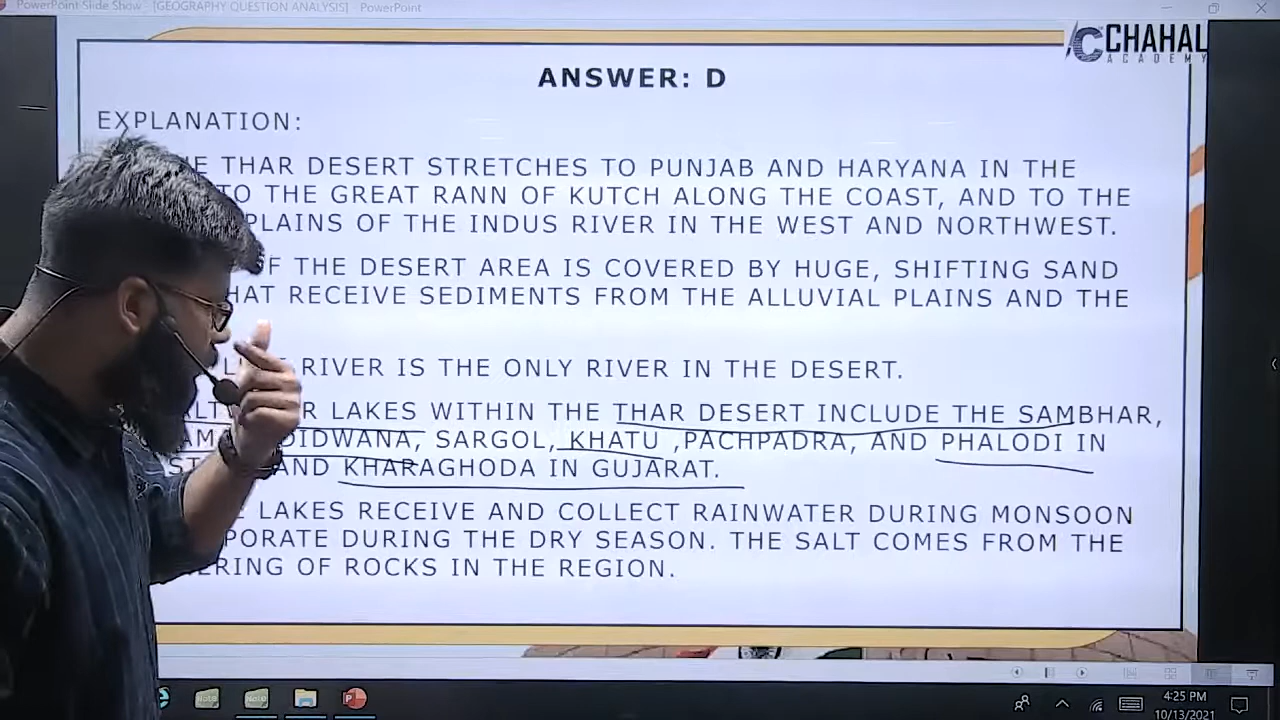 PowerPoint Slide Show - [GEOGRAPHY QUESTION ANALYSIS] - PowerPoint
CHAHAL
ACADEMY
ANSWER: D
EXPLANATION:
THAR DESERT STRETCHES TO PUNJAB AND HARYANA IN THE
TO THE GREAT RANN OF KUTCH ALONG THE COAST, AND TO THE
PLAINS OF THE INDUS RIVER IN THE WEST AND NORTHWEST.
THE DESERT AREA IS COVERED BY HUGE, SHIFTING SAND
RECEIVE SEDIMENTS FROM THE ALLUVIAL PLAINS AND THE
RIVER IS THE ONLY RIVER IN THE DESERT.
LAKES WITHIN THE THAR DESERT INCLUDE THE SAMBHAR,
DIDWANA, SARGOL, KHATU ,PACHPADRA, AND PHALODI IN
AND KHARAGHODA IN GUJARAT.
LAKES RECEIVE AND COLLECT RAINWATER DURING MONSOON
DURING THE DRY SEASON. THE SALT COMES FROM THE
OF ROCKS IN THE REGION.
4:25 PM
10/13/2021